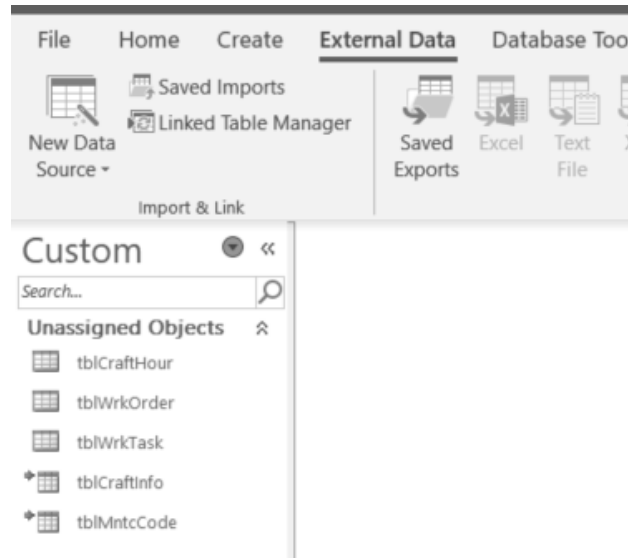 File Home Create External Data Database Too
Saved Imports
Linked Table Manager
New Data
Source
Import & Link
Saved
Exports
Excel
Text
File
Custom
Search...
Unassigned Objects
tblCraftHour
tblWrkOrder
tblWrkTask
tblCraftInfo
tblMntcCode